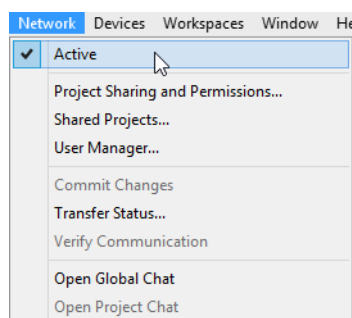 Network Devices Workspaces Window He
Active
Project Sharing and Permissions...
Shared Projects...
User Manager...
Commit Changes
Transfer Status...
Verify Communication
Open Global Chat
Open Project Chat